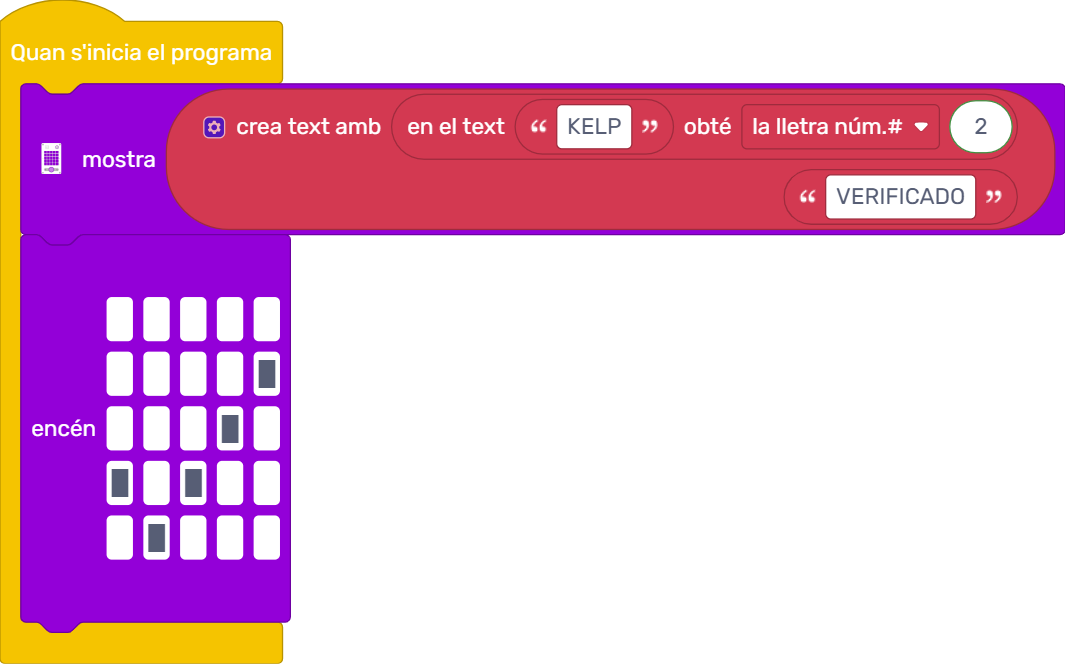 Quan s'inicia el programa
mostra crea text amb en el text “ KELP ” obté la lletra núm.# 2
“ VERIFICADO ”
encén